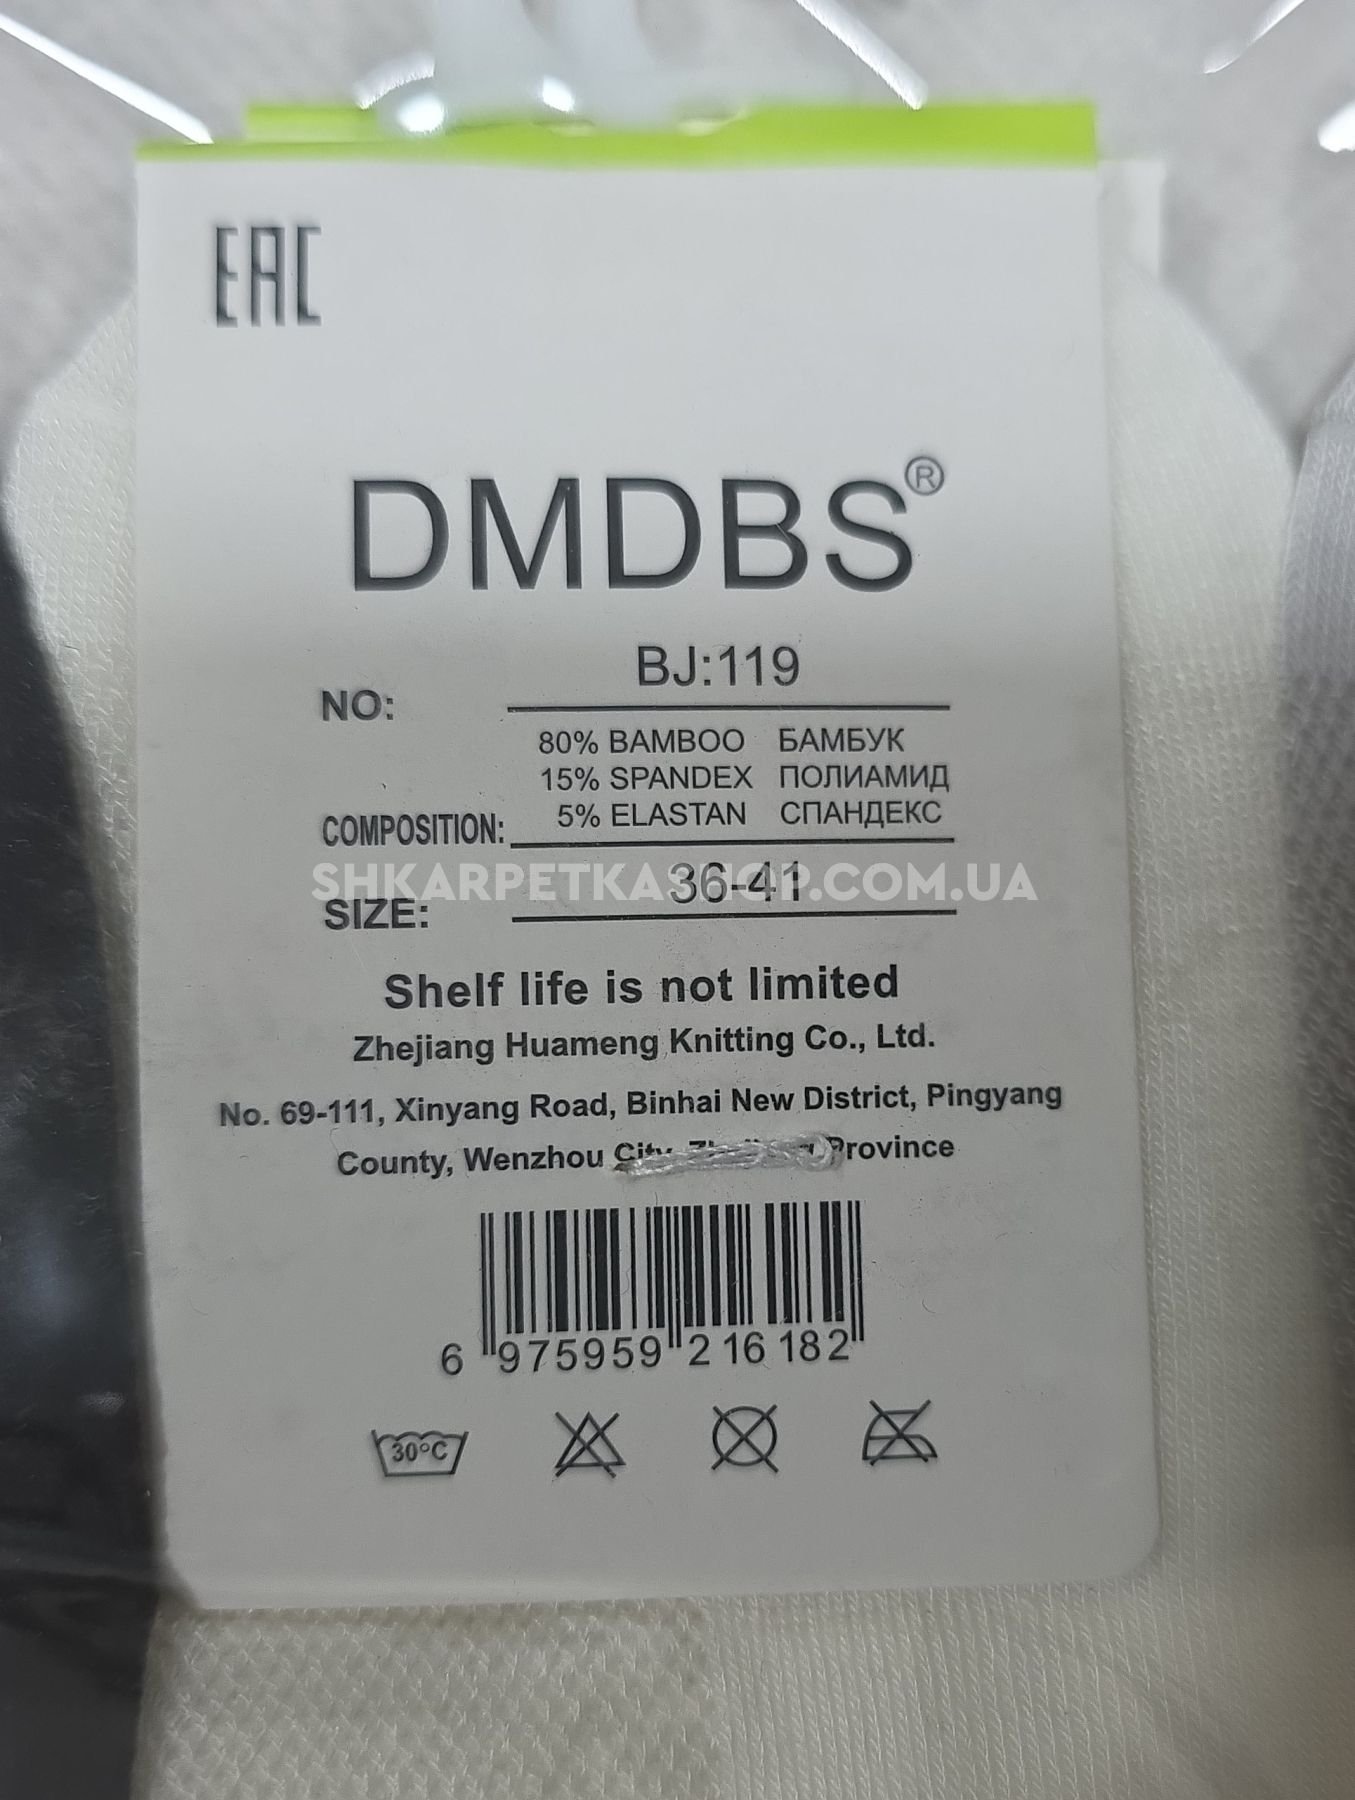 EAC
DMDBS®
NO: BJ:119
80% BAMBOO БАМБУК
15% SPANDEX ПОЛИАМИД
5% ELASTAN СПАНДЕКС
COMPOSITION:
SHKARPETKASHOP.COM.UA
SIZE: 36-41
Shelf life is not limited
Zhejiang Huameng Knitting Co., Ltd.
No. 69-111, Xinyang Road, Binhai New District, Pingyang
County, Wenzhou City, Province
6 975959 216182
30°C